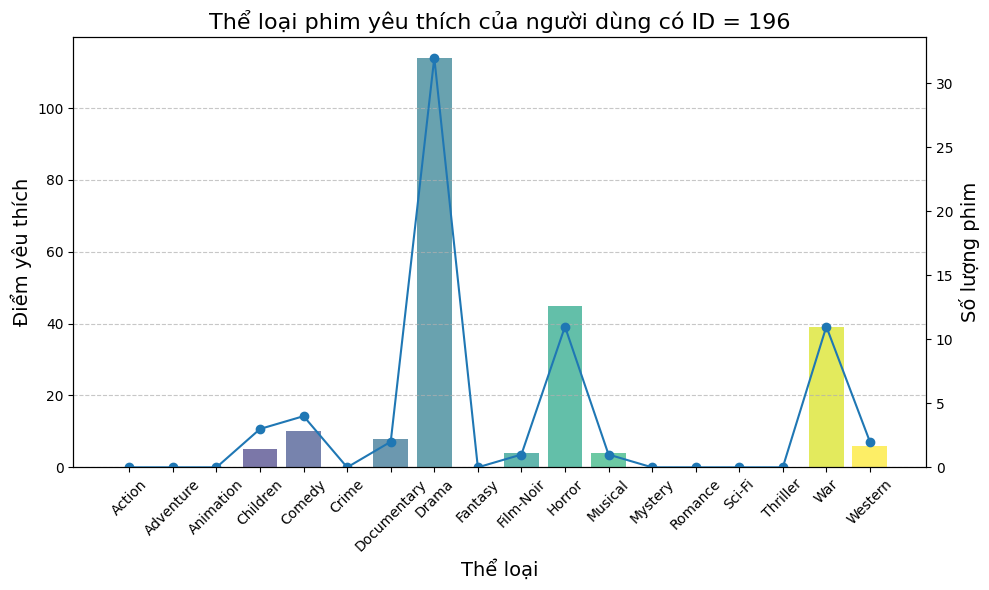 Thể loại phim yêu thích của người dùng có ID = 196
Điểm yêu thích
100
80
60
40
20
0
Số lượng phim
30
25
20
15
10
5
0
Action
Adventure
Animation
Children
Comedy
Crime
Documentary
Drama
Fantasy
Film-Noir
Horror
Musical
Mystery
Romance
Sci-Fi
Thriller
War
Western
Thể loại